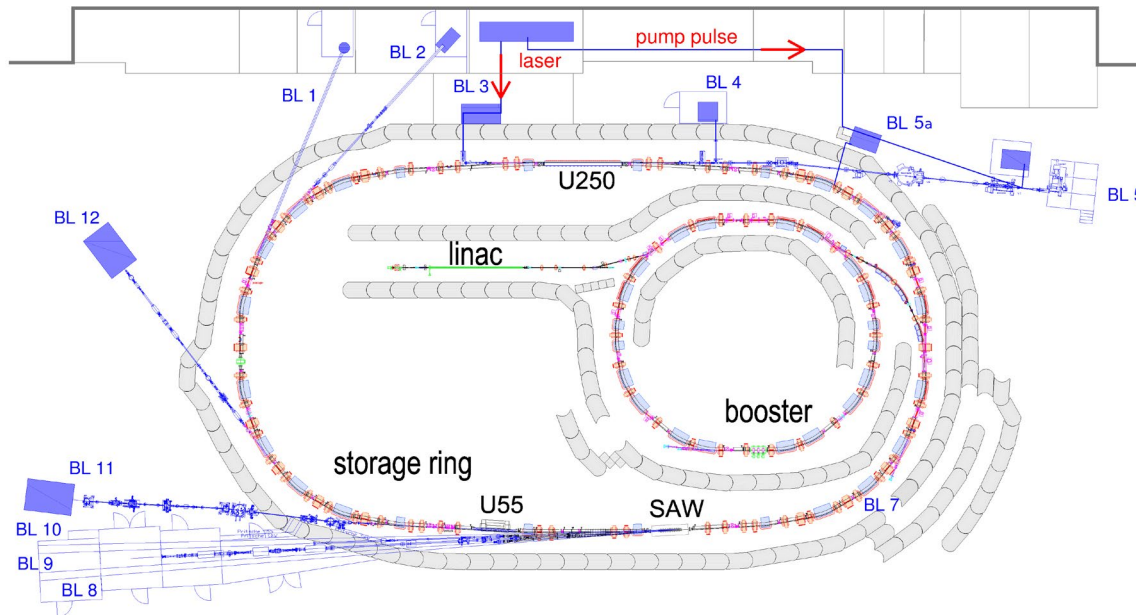 pump pulse
laser
BL 1
BL 2
BL 3
BL 4
BL 5a
BL 5
U250
BL 12
linac
booster
storage ring
BL 11
U55
SAW
BL 7
BL 10
BL 9
BL 8